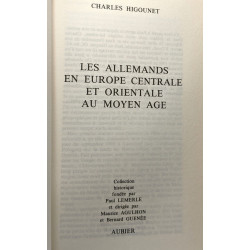 CHARLES HIGOUNET
LES ALLEMANDS
EN EUROPE CENTRALE
ET ORIENTALE
AU MOYEN AGE
Collection
historique
fondée par
Paul LEMERLE
et dirigée par
Maurice AGULHON
et Bernard GUENÉE
AUBIER